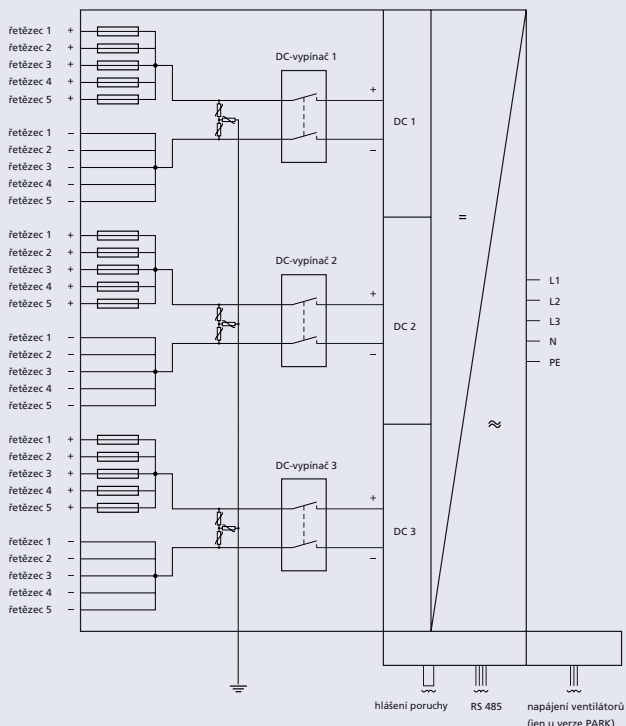 řetězec 1 +
řetězec 2 +
řetězec 3 +
řetězec 4 +
řetězec 5 +
DC-vypínač 1
+
řetězec 1 –
řetězec 2 –
řetězec 3 –
řetězec 4 –
řetězec 5 –
–
DC 1
=
řetězec 1 +
řetězec 2 +
řetězec 3 +
řetězec 4 +
řetězec 5 +
DC-vypínač 2
+
řetězec 1 –
řetězec 2 –
řetězec 3 –
řetězec 4 –
řetězec 5 –
–
DC 2
L1
L2
L3
N
PE
≈
řetězec 1 +
řetězec 2 +
řetězec 3 +
řetězec 4 +
řetězec 5 +
DC-vypínač 3
+
řetězec 1 –
řetězec 2 –
řetězec 3 –
řetězec 4 –
řetězec 5 –
–
DC 3
hlášení poruchy
RS 485
napájení ventilátorů
(jen u verze PARK)